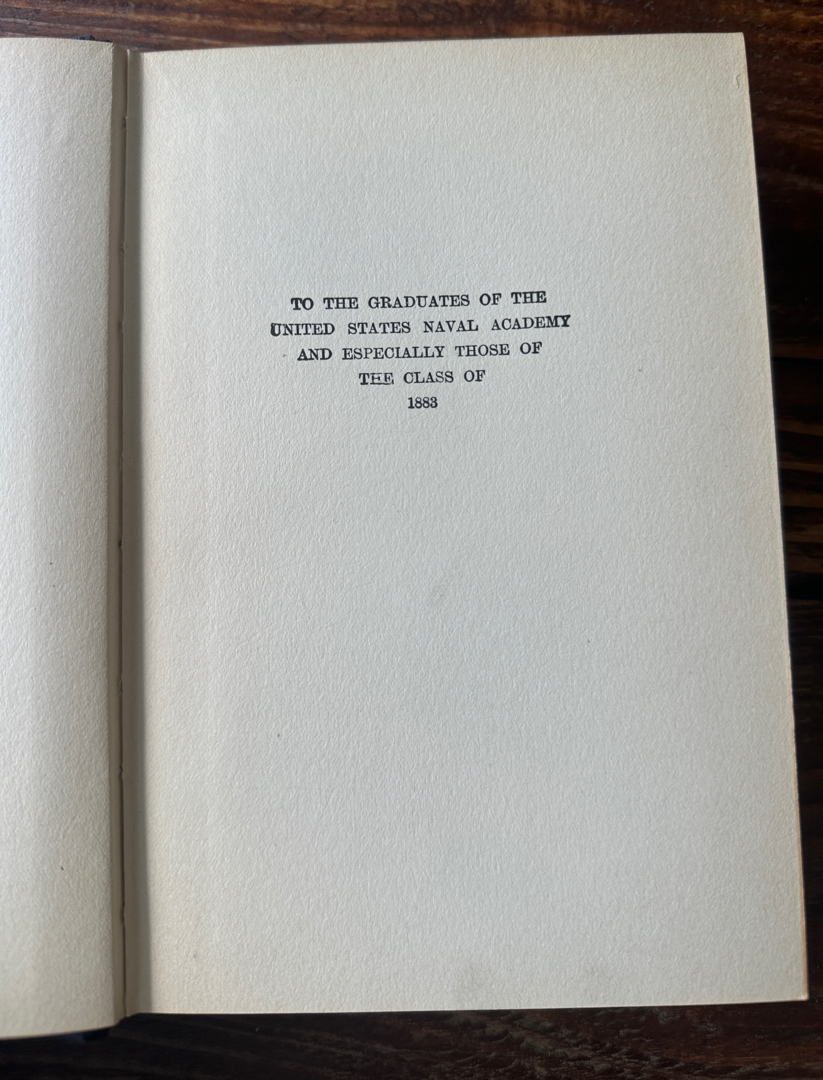 TO THE GRADUATES OF THE
UNITED STATES NAVAL ACADEMY
AND ESPECIALLY THOSE OF
THE CLASS OF
1883